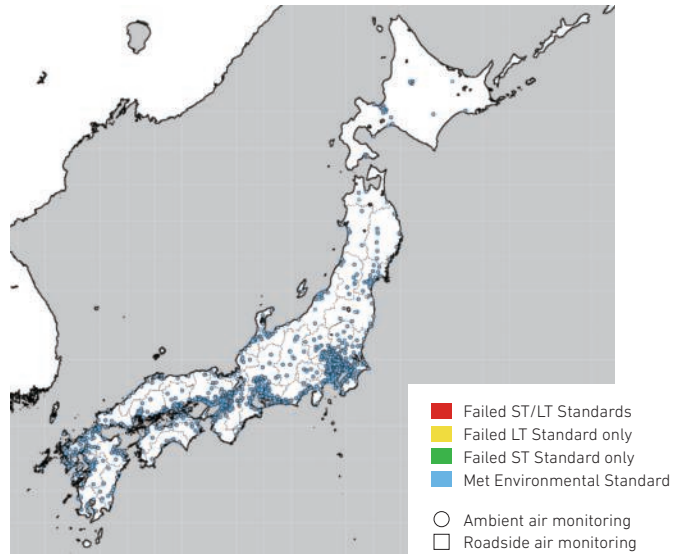 Failed ST/LT Standards
Failed LT Standard only
Failed ST Standard only
Met Environmental Standard
Ambient air monitoring
Roadside air monitoring